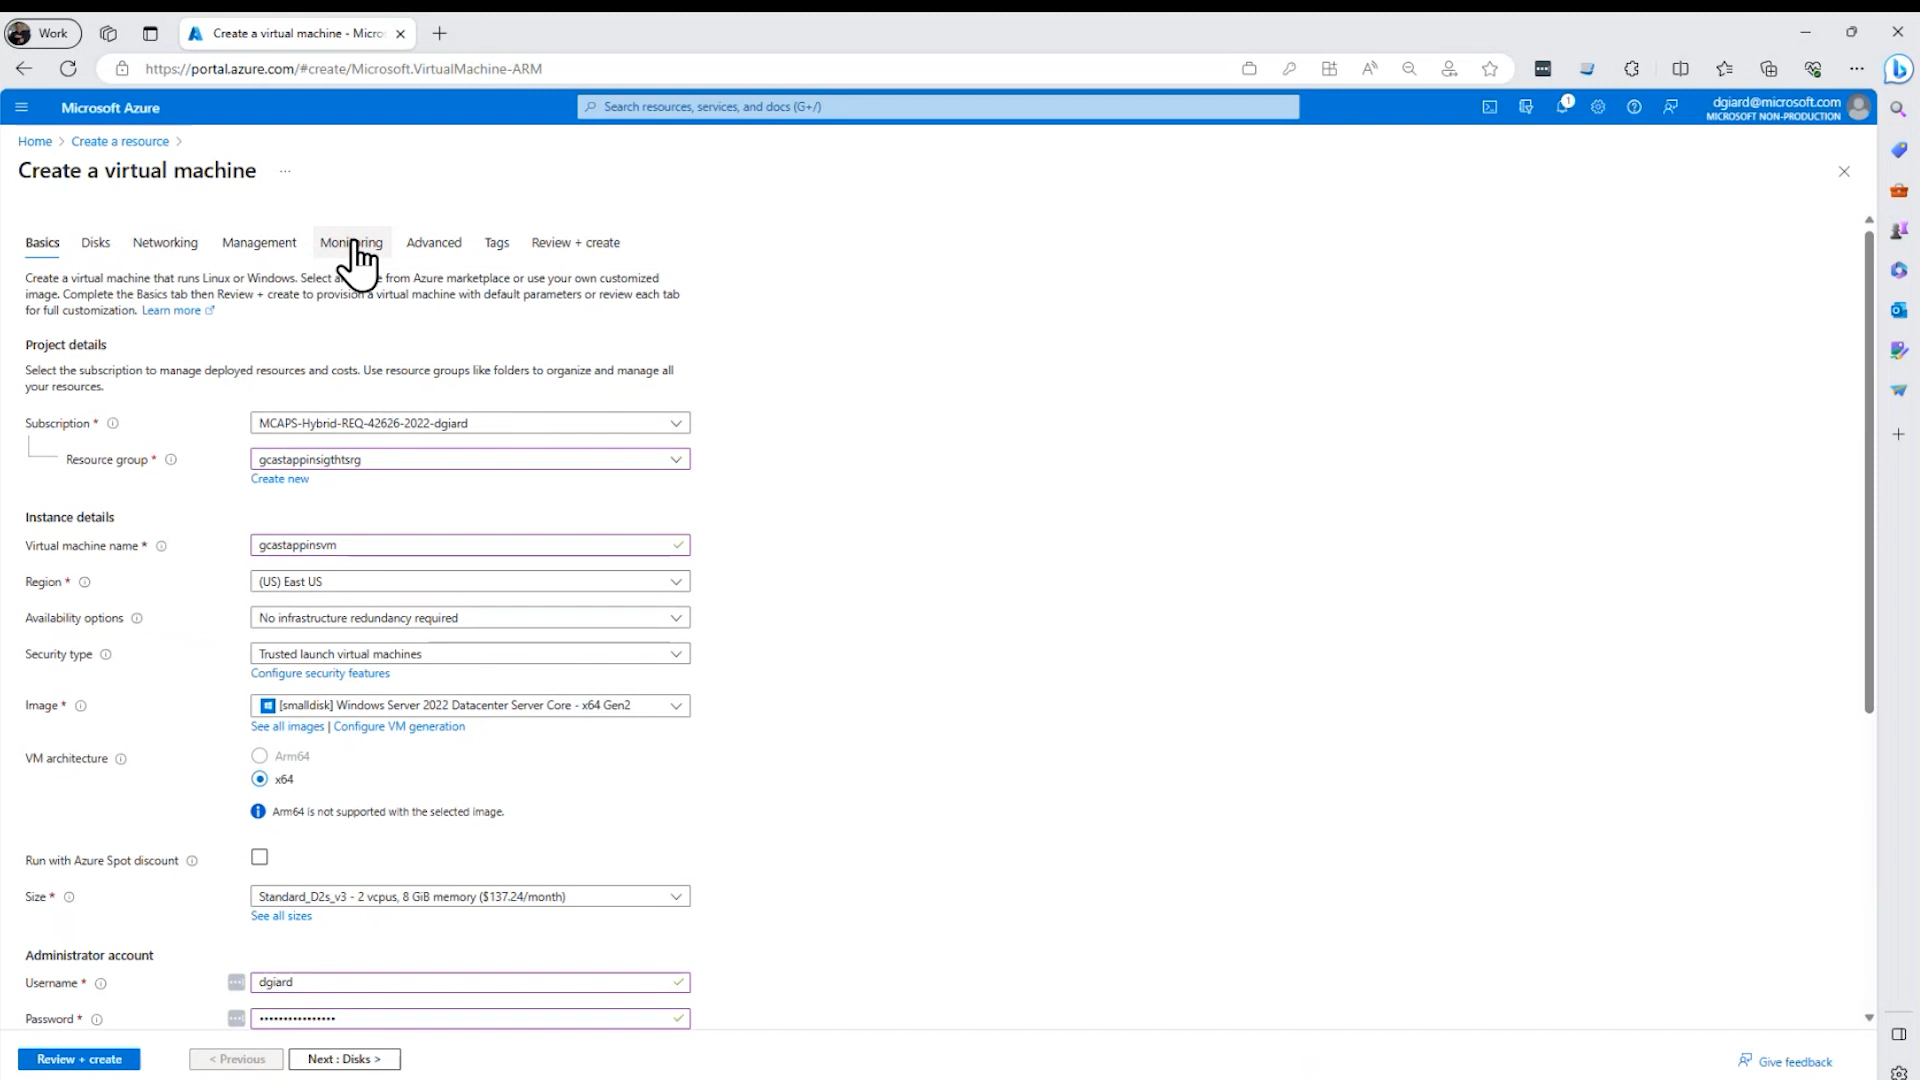 Work
Create a virtual machine - Micro
https://portal.azure.com/#create/Microsoft.VirtualMachine-ARM
Microsoft Azure
Search resources, services, and docs (G+/)
1
dgiard@microsoft.com
MICROSOFT NON-PRODUCTION
Home > Create a resource >
Create a virtual machine ...
Basics Disks Networking Management Monitoring Advanced Tags Review + create
Create a virtual machine that runs Linux or Windows. Select from Azure marketplace or use your own customized
image. Complete the Basics tab then Review + create to provision a virtual machine with default parameters or review each tab
for full customization. Learn more
Project details
Select the subscription to manage deployed resources and costs. Use resource groups like folders to organize and manage all
your resources.
Subscription * MCAPS-Hybrid-REQ-42626-2022-dgiard
Resource group * gcastappinsigthtsrg
Create new
Instance details
Virtual machine name * gcastappinsvm
Region * (US) East US
Availability options No infrastructure redundancy required
Security type Trusted launch virtual machines
Configure security features
Image * [smalldisk] Windows Server 2022 Datacenter Server Core - x64 Gen2
See all images | Configure VM generation
VM architecture Arm64
x64
Arm64 is not supported with the selected image.
Run with Azure Spot discount
Size * Standard_D2s_v3 - 2 vcpus, 8 GiB memory ($137.24/month)
See all sizes
Administrator account
Username * dgiard
Password * ••••••••••••••••
Review + create < Previous Next : Disks > Give feedback